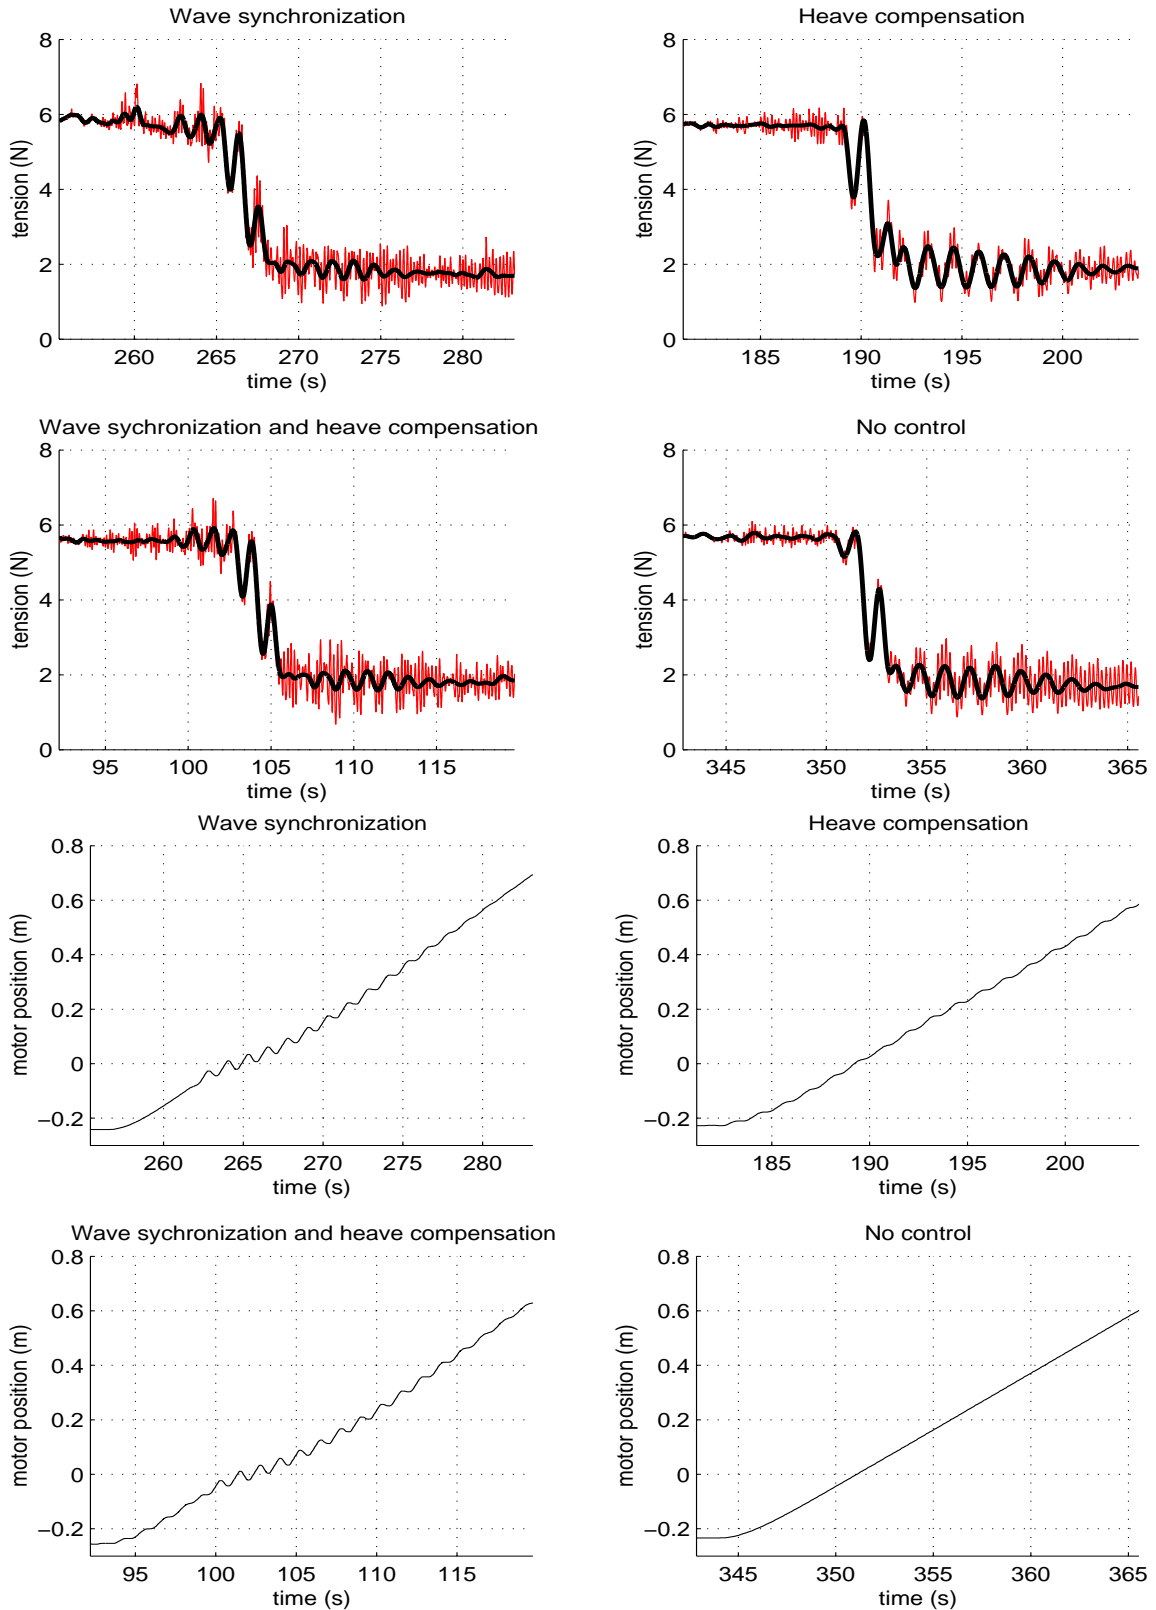 Wave synchronization
Heave compensation
8
6
4
2
0
tension (N)
260 265 270 275 280
time (s)
8
6
4
2
0
tension (N)
185 190 195 200
time (s)
Wave sychronization and heave compensation
No control
8
6
4
2
0
tension (N)
95 100 105 110 115
time (s)
8
6
4
2
0
tension (N)
345 350 355 360 365
time (s)
Wave synchronization
Heave compensation
0.8
0.6
0.4
0.2
0
−0.2
motor position (m)
260 265 270 275 280
time (s)
0.8
0.6
0.4
0.2
0
−0.2
motor position (m)
185 190 195 200
time (s)
Wave sychronization and heave compensation
No control
0.8
0.6
0.4
0.2
0
−0.2
motor position (m)
95 100 105 110 115
time (s)
0.8
0.6
0.4
0.2
0
−0.2
motor position (m)
345 350 355 360 365
time (s)